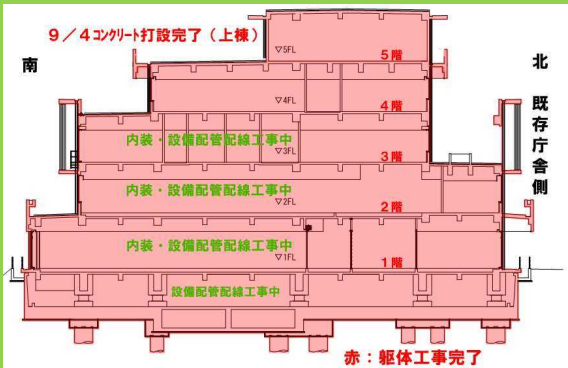 9／4コンクリート打設完了（上棟）
南
北 既存庁舎側
▽5FL
5階
▽4FL
4階
内装・設備配管配線工事中
▽3FL
3階
内装・設備配管配線工事中
▽2FL
2階
内装・設備配管配線工事中
▽1FL
1階
設備配管配線工事中
赤：躯体工事完了